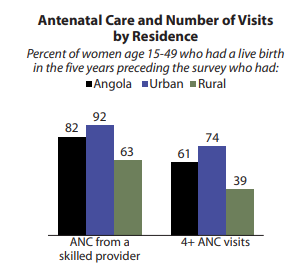 Antenatal Care and Number of Visits
by Residence
Percent of women age 15-49 who had a live birth
in the five years preceding the survey who had:
Angola Urban Rural
82 92 63
61 74 39
ANC from a
skilled provider
4+ ANC visits